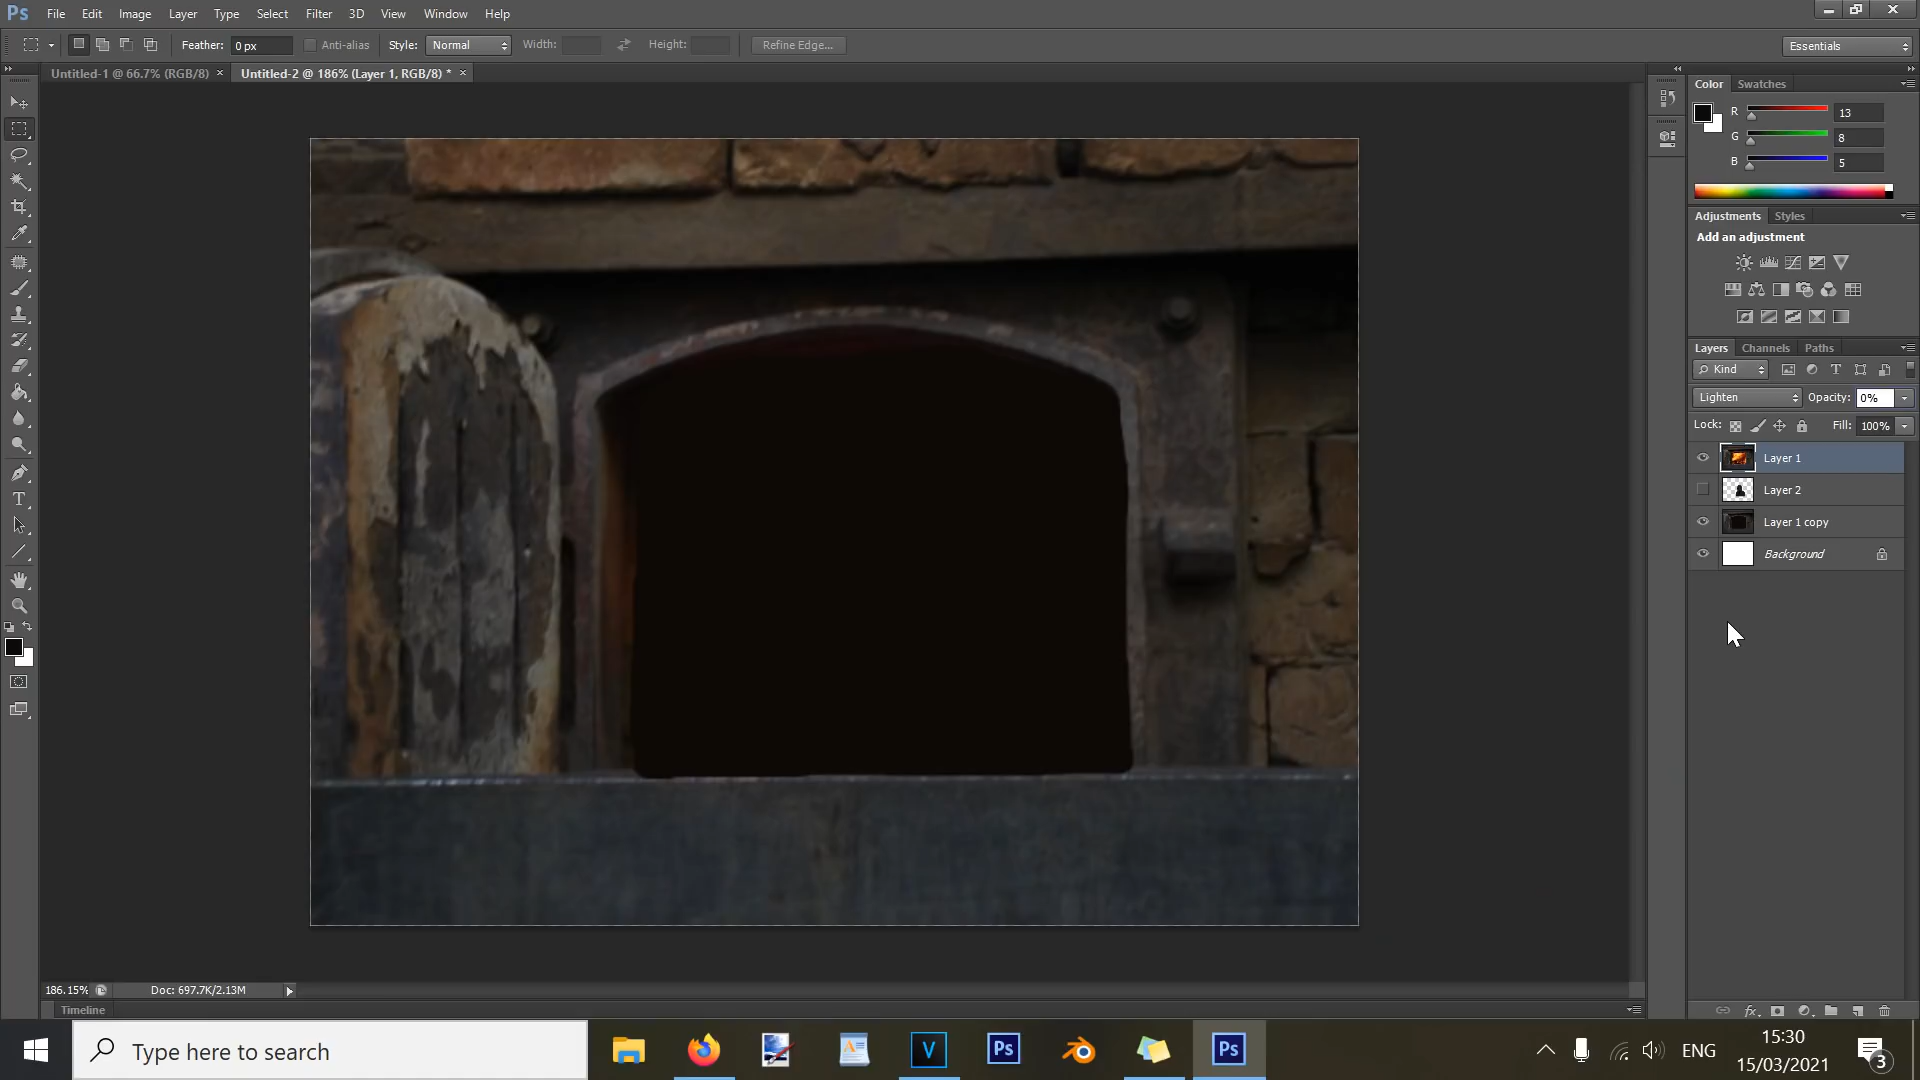 Ps File Edit Image Layer Type Select Filter 3D View Window Help
Feather: 0 px Anti-alias Style: Normal Width: Height: Refine Edge... Essentials
Untitled-1 @ 66.7% (RGB/8) × Untitled-2 @ 186% (Layer 1, RGB/8) * ×
Color Swatches
R 13
G 8
B 5
Adjustments Styles
Add an adjustment
Layers Channels Paths
Kind T
Lighten Opacity: 0%
Lock: Fill: 100%
Layer 1
Layer 2
Layer 1 copy
Background
T
186.15% Doc: 697.7K/2.13M
Timeline
fx
Type here to search
V Ps Ps
ENG
15:30
15/03/2021
3